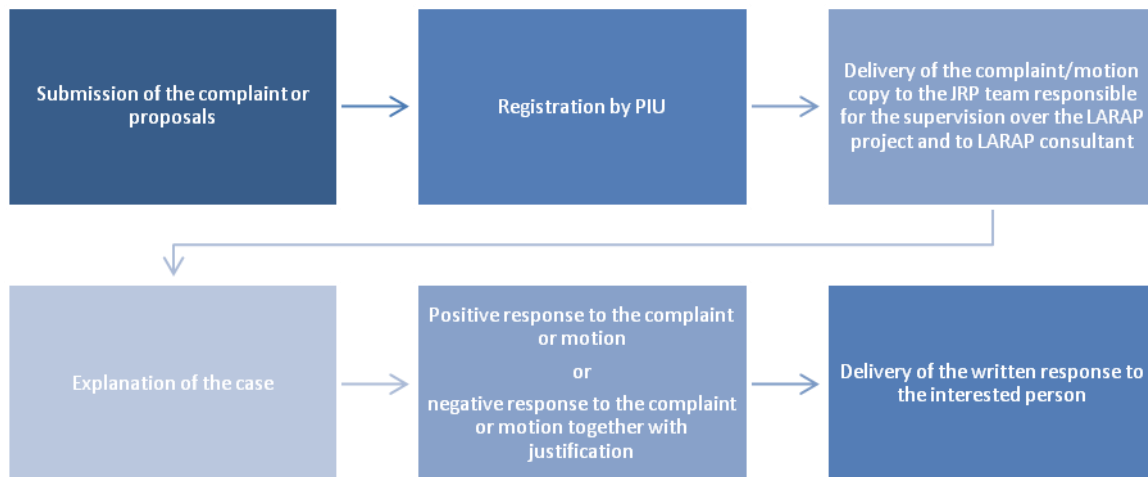 Submission of the complaint or
proposals
Registration by PIU
Delivery of the complaint/motion
copy to the JRP team responsible
for the supervision over the LARAP
project and to LARAP consultant
Explanation of the case
Positive response to the complaint
or motion
or
negative response to the complaint
or motion together with
justification
Delivery of the written response to
the interested person